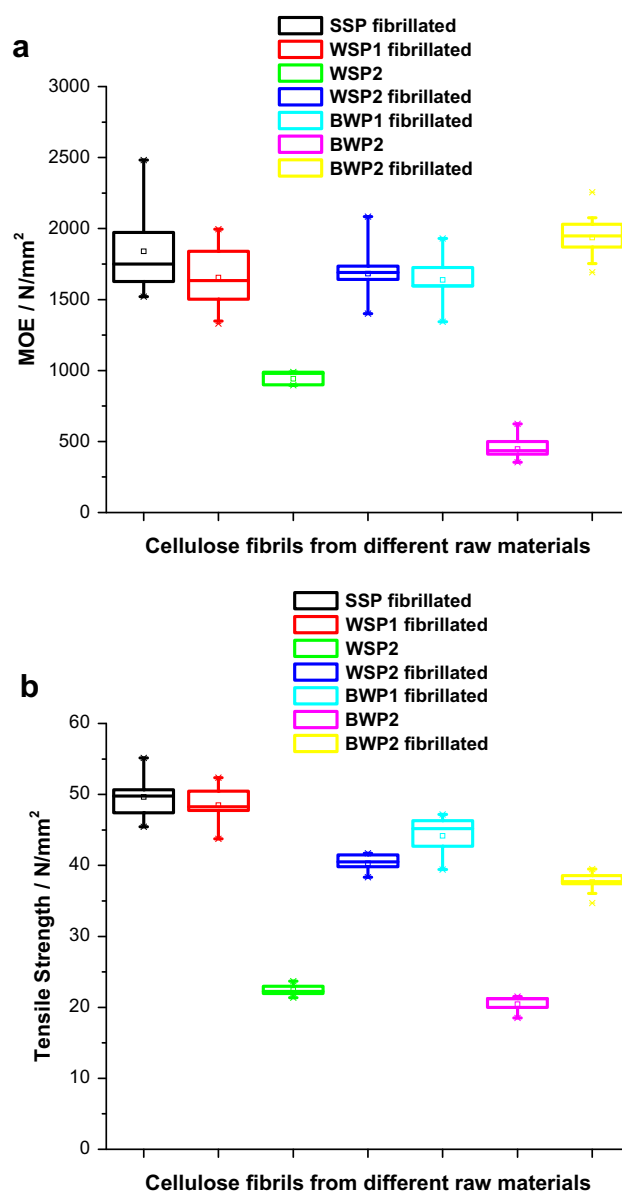 a
SSP fibrillated
WSP1 fibrillated
WSP2
WSP2 fibrillated
BWP1 fibrillated
BWP2
BWP2 fibrillated
3000
2500
2000
1500
1000
500
0
MOE / N/mm²
Cellulose fibrils from different raw materials
b
SSP fibrillated
WSP1 fibrillated
WSP2
WSP2 fibrillated
BWP1 fibrillated
BWP2
BWP2 fibrillated
60
50
40
30
20
10
0
Tensile Strength / N/mm²
Cellulose fibrils from different raw materials